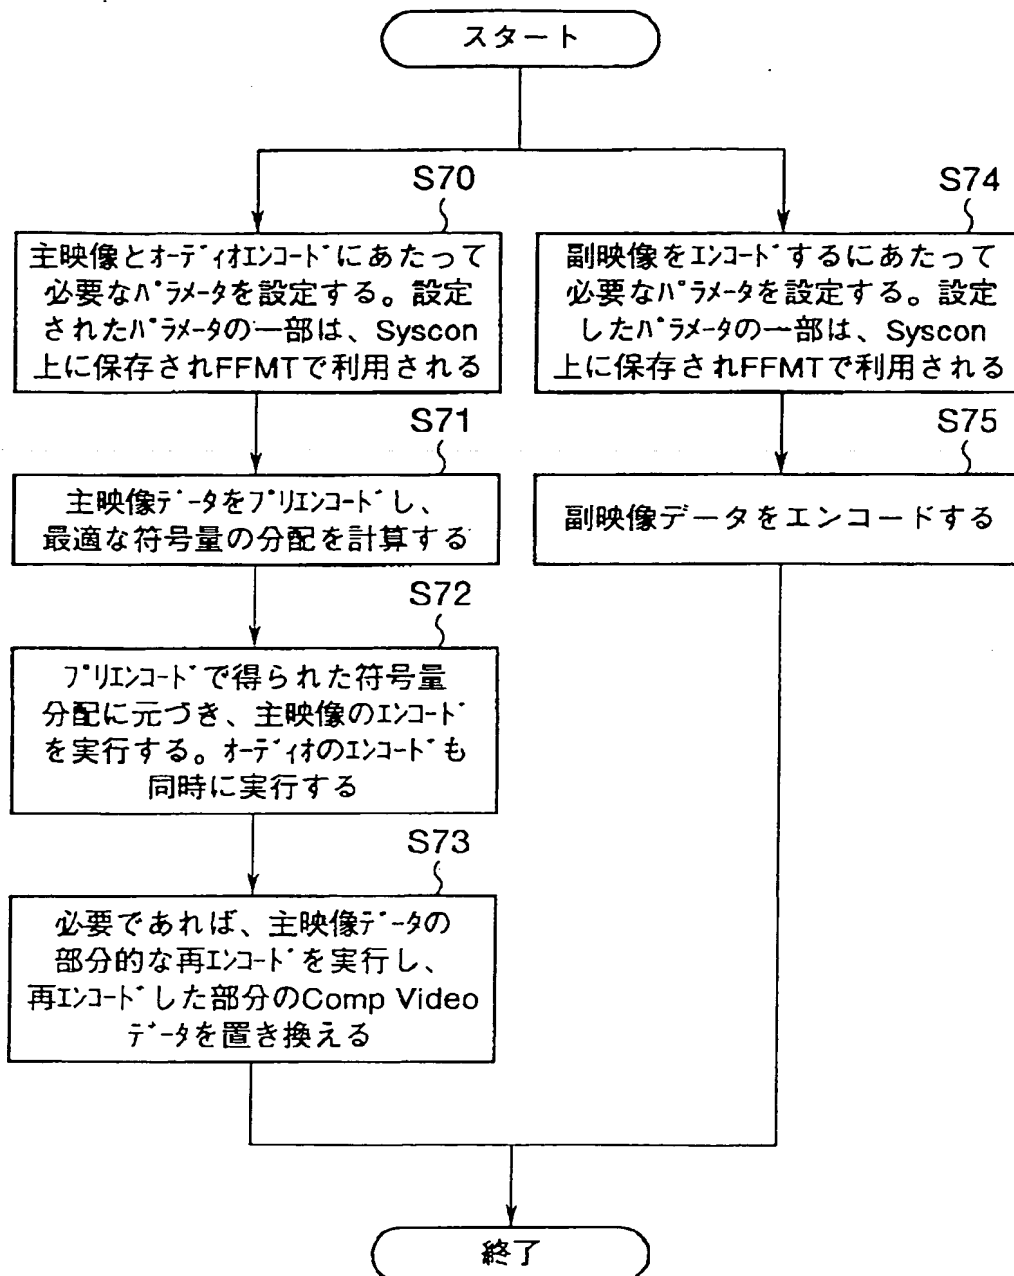 スタート
S70
主映像とｵｰﾃﾞｨｵｴﾝｺｰﾄﾞにあたって
必要なﾊﾟﾗﾒｰﾀを設定する。設定
されたﾊﾟﾗﾒｰﾀの一部は、Syscon
上に保存されFFMTで利用される
S71
主映像ﾃﾞｰﾀをﾌﾟﾘｴﾝｺｰﾄﾞし、
最適な符号量の分配を計算する
S72
ﾌﾟﾘｴﾝｺｰﾄﾞで得られた符号量
分配に元づき、主映像のｴﾝｺｰﾄﾞ
を実行する。ｵｰﾃﾞｨｵのｴﾝｺｰﾄﾞも
同時に実行する
S73
必要であれば、主映像ﾃﾞｰﾀの
部分的な再ｴﾝｺｰﾄﾞを実行し、
再ｴﾝｺｰﾄﾞした部分のComp Video
ﾃﾞｰﾀを置き換える
S74
副映像をｴﾝｺｰﾄﾞするにあたって
必要なﾊﾟﾗﾒｰﾀを設定する。設定
したﾊﾟﾗﾒｰﾀの一部は、Syscon
上に保存されFFMTで利用される
S75
副映像データをエンコードする
終了